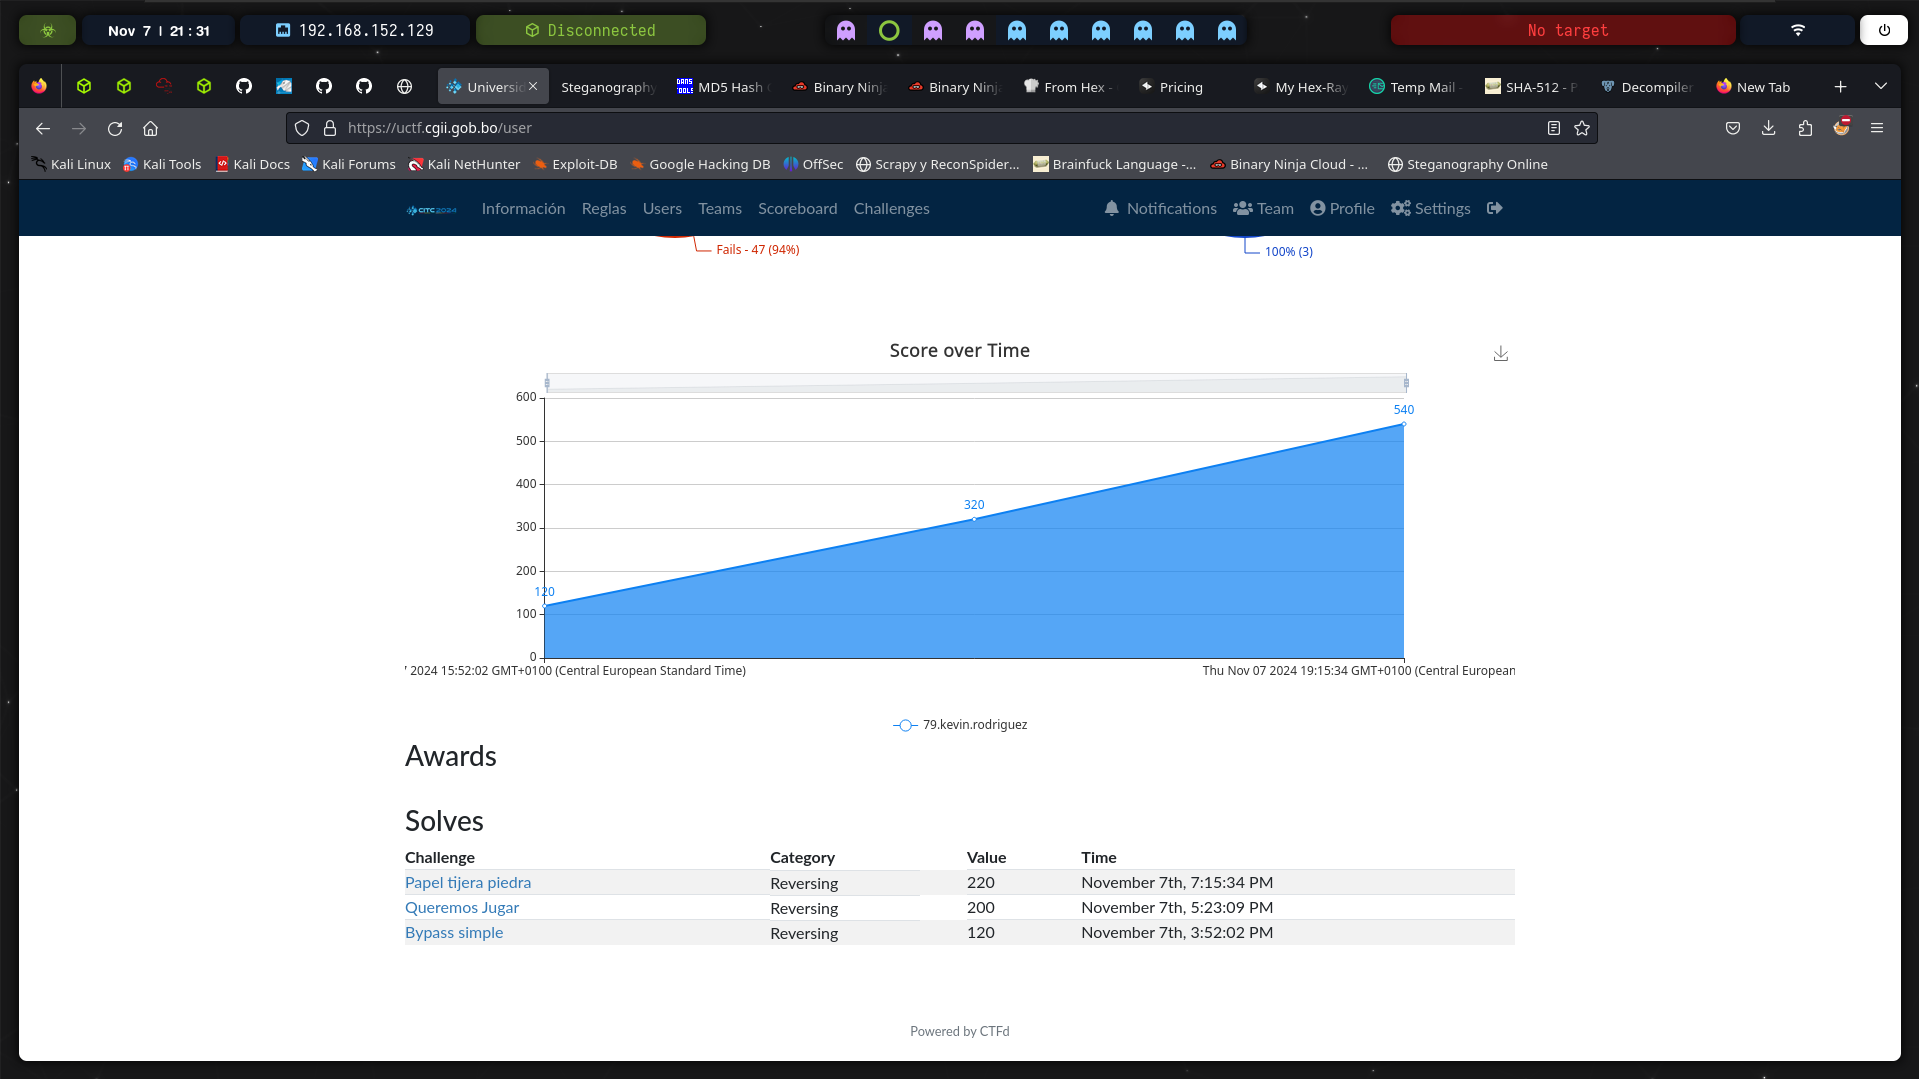 Nov 7 | 21:31
192.168.152.129
Disconnected
No target
Universi
Steganography
MD5 Hash
Binary Ninj
Binary Ninj
From Hex -
Pricing
My Hex-Ray
Temp Mail -
SHA-512 - P
Decompiler
New Tab
https://uctf.cgii.gob.bo/user
Kali Linux
Kali Tools
Kali Docs
Kali Forums
Kali NetHunter
Exploit-DB
Google Hacking DB
OffSec
Scrapy y ReconSpider...
Brainfuck Language -...
Binary Ninja Cloud - ...
Steganography Online
CITC 2024
Información
Reglas
Users
Teams
Scoreboard
Challenges
Notifications
Team
Profile
Settings
Fails - 47 (94%)
100% (3)
Score over Time
600
540
500
400
320
300
200
120
100
0
' 2024 15:52:02 GMT+0100 (Central European Standard Time)
Thu Nov 07 2024 19:15:34 GMT+0100 (Central European
79.kevin.rodriguez
Awards
Solves
Challenge Category Value Time
Papel tijera piedra Reversing 220 November 7th, 7:15:34 PM
Queremos Jugar Reversing 200 November 7th, 5:23:09 PM
Bypass simple Reversing 120 November 7th, 3:52:02 PM
Powered by CTFd